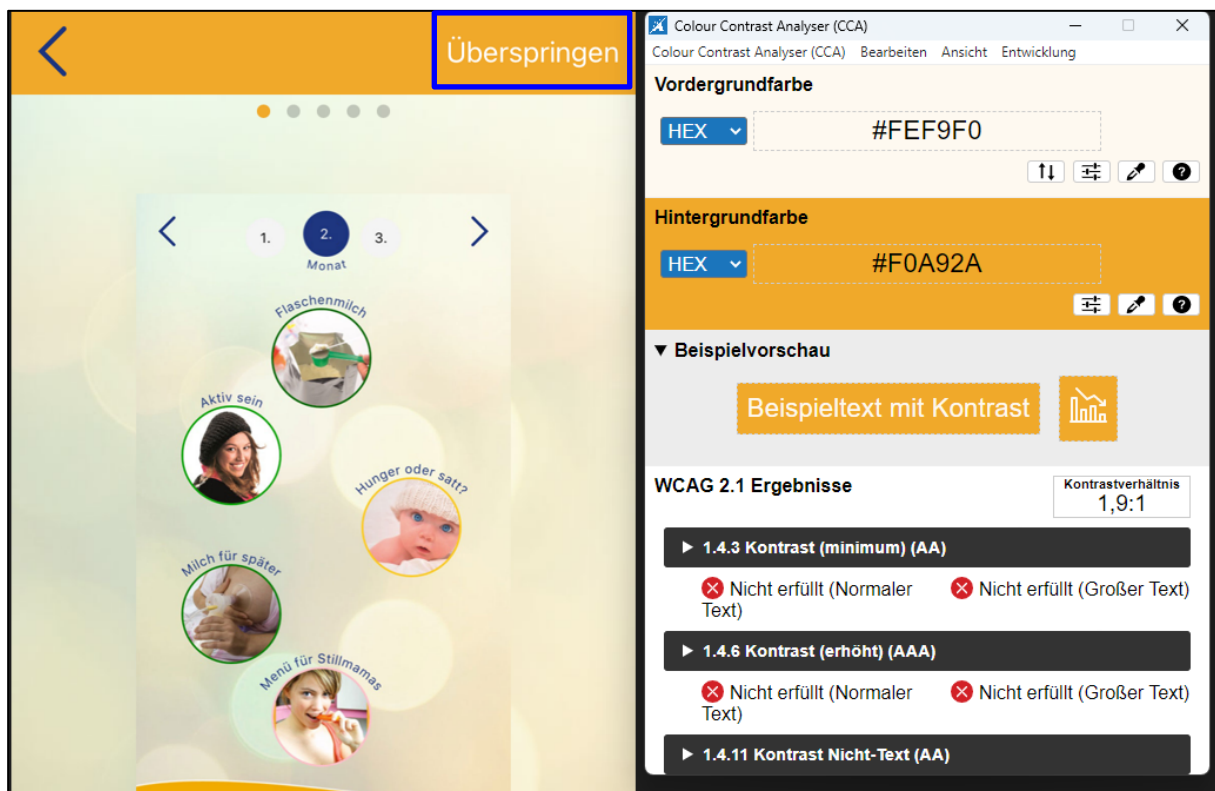 Überspringen
1.
2.
3.
Monat
Flaschenmilch
Aktiv sein
Hunger oder satt?
Milch für später
Menü für Stillmamas
Colour Contrast Analyser (CCA)
Colour Contrast Analyser (CCA) Bearbeiten Ansicht Entwicklung
Vordergrundfarbe
HEX #FEF9F0
Hintergrundfarbe
HEX #F0A92A
▼ Beispielvorschau
Beispieltext mit Kontrast
WCAG 2.1 Ergebnisse
Kontrastverhältnis
1,9:1
▶ 1.4.3 Kontrast (minimum) (AA)
Nicht erfüllt (Normaler
Text)
Nicht erfüllt (Großer Text)
▶ 1.4.6 Kontrast (erhöht) (AAA)
Nicht erfüllt (Normaler
Text)
Nicht erfüllt (Großer Text)
▶ 1.4.11 Kontrast Nicht-Text (AA)